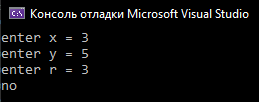 C:\ Консоль отладки Microsoft Visual Studio
enter x = 3
enter y = 5
enter r = 3
no